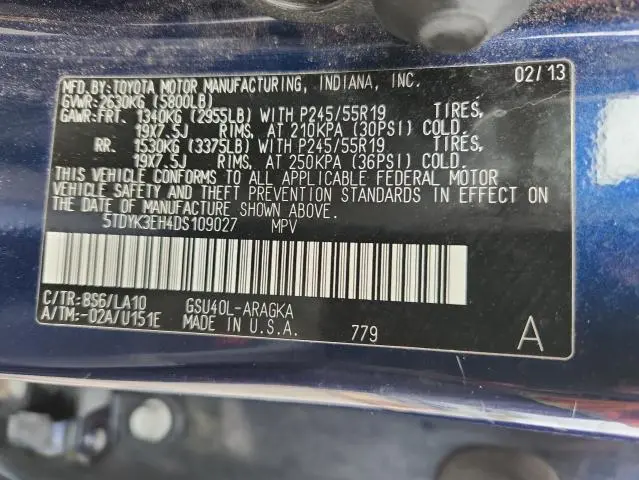 MFD.BY:TOYOTA MOTOR MANUFACTURING, INDIANA, INC. 02/13
GVWR:2630KG (5800LB)
GAWR:FRT. 1340KG (2955LB) WITH P245/55R19 TIRES,
19X7.5J RIMS, AT 210KPA (30PSI) COLD.
RR. 1530KG (3375LB) WITH P245/55R19 TIRES,
19X7.5J RIMS, AT 250KPA (36PSI) COLD.
THIS VEHICLE CONFORMS TO ALL APPLICABLE FEDERAL MOTOR
VEHICLE SAFETY AND THEFT PREVENTION STANDARDS IN EFFECT ON
THE DATE OF MANUFACTURE SHOWN ABOVE.
5TDYK3EH4DS109027 MPV
C/TR:8S6/LA10 GSU40L-ARAGKA
A/TM:-02A/U151E MADE IN U.S.A. 779 A